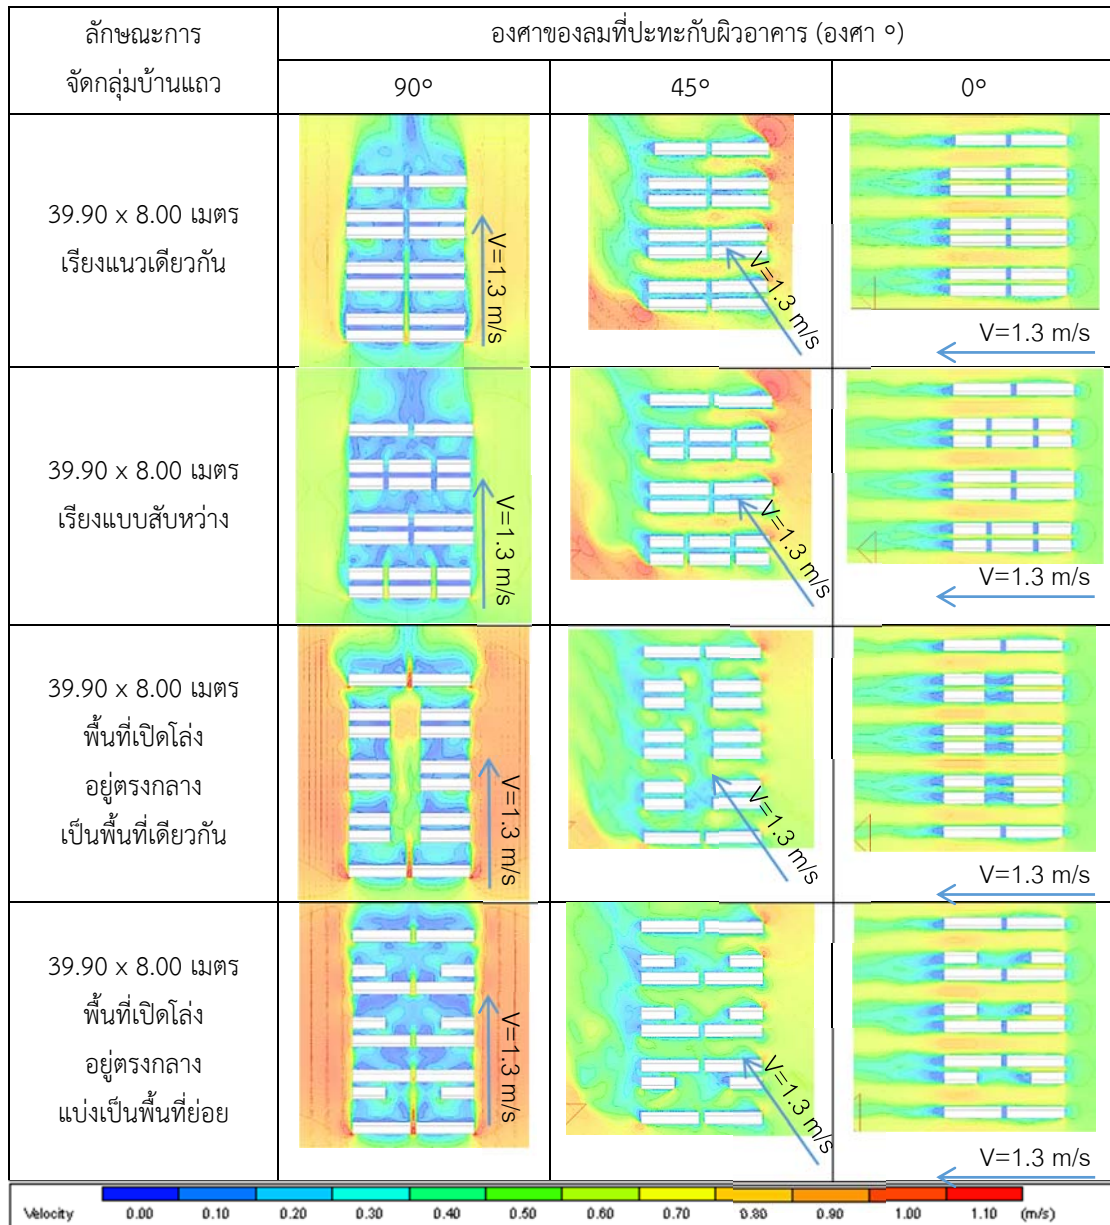 ลักษณะการ
จัดกลุ่มบ้านแถว
องศาของลมที่ปะทะกับผิวอาคาร (องศา °)
90°
45°
0°
39.90 x 8.00 เมตร
เรียงแนวเดียวกัน
V=1.3 m/s
V=1.3 m/s
V=1.3 m/s
39.90 x 8.00 เมตร
เรียงแบบสับหว่าง
V=1.3 m/s
V=1.3 m/s
V=1.3 m/s
39.90 x 8.00 เมตร
พื้นที่เปิดโล่ง
อยู่ตรงกลาง
เป็นพื้นที่เดียวกัน
V=1.3 m/s
V=1.3 m/s
V=1.3 m/s
39.90 x 8.00 เมตร
พื้นที่เปิดโล่ง
อยู่ตรงกลาง
แบ่งเป็นพื้นที่ย่อย
V=1.3 m/s
V=1.3 m/s
V=1.3 m/s
Velocity 0.00 0.10 0.20 0.30 0.40 0.50 0.60 0.70 0.80 0.90 1.00 1.10 (m/s)